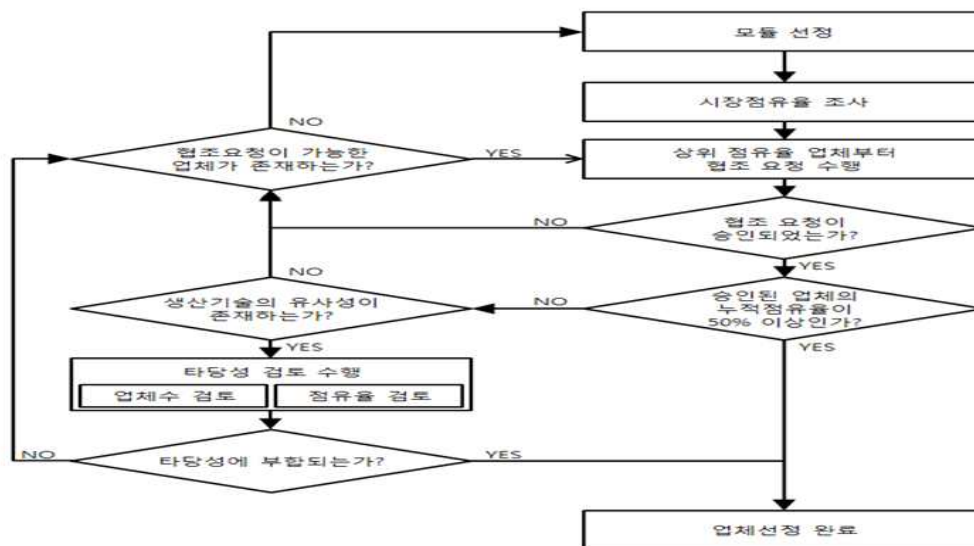 모듈 선정
시장점유율 조사
NO
협조요청이 가능한
업체가 존재하는가?
YES
상위 점유율 업체부터
협조 요청 수행
NO
협조 요청이
승인되었는가?
YES
NO
생산기술의 유사성이
존재하는가?
NO
승인된 업체의
누적점유율이
50% 이상인가?
YES
YES
타당성 검토 수행
업체수 검토
점유율 검토
NO
타당성에 부합되는가?
YES
업체선정 완료